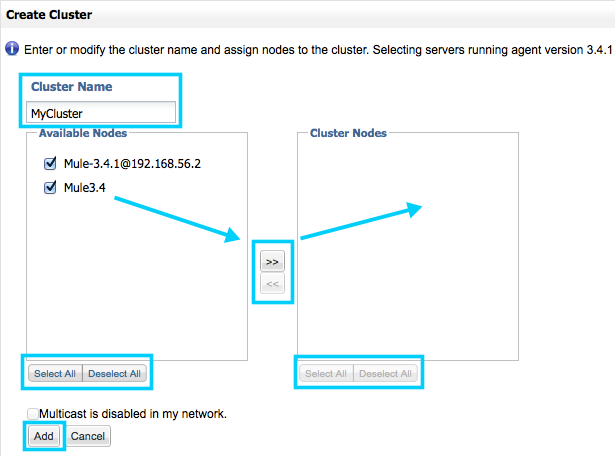 Create Cluster
Enter or modify the cluster name and assign nodes to the cluster. Selecting servers running agent version 3.4.1
Cluster Name
MyCluster
Available Nodes
Mule-3.4.1@192.168.56.2
Mule3.4
>>
<<
Cluster Nodes
Select All Deselect All
Select All Deselect All
Multicast is disabled in my network.
Add Cancel